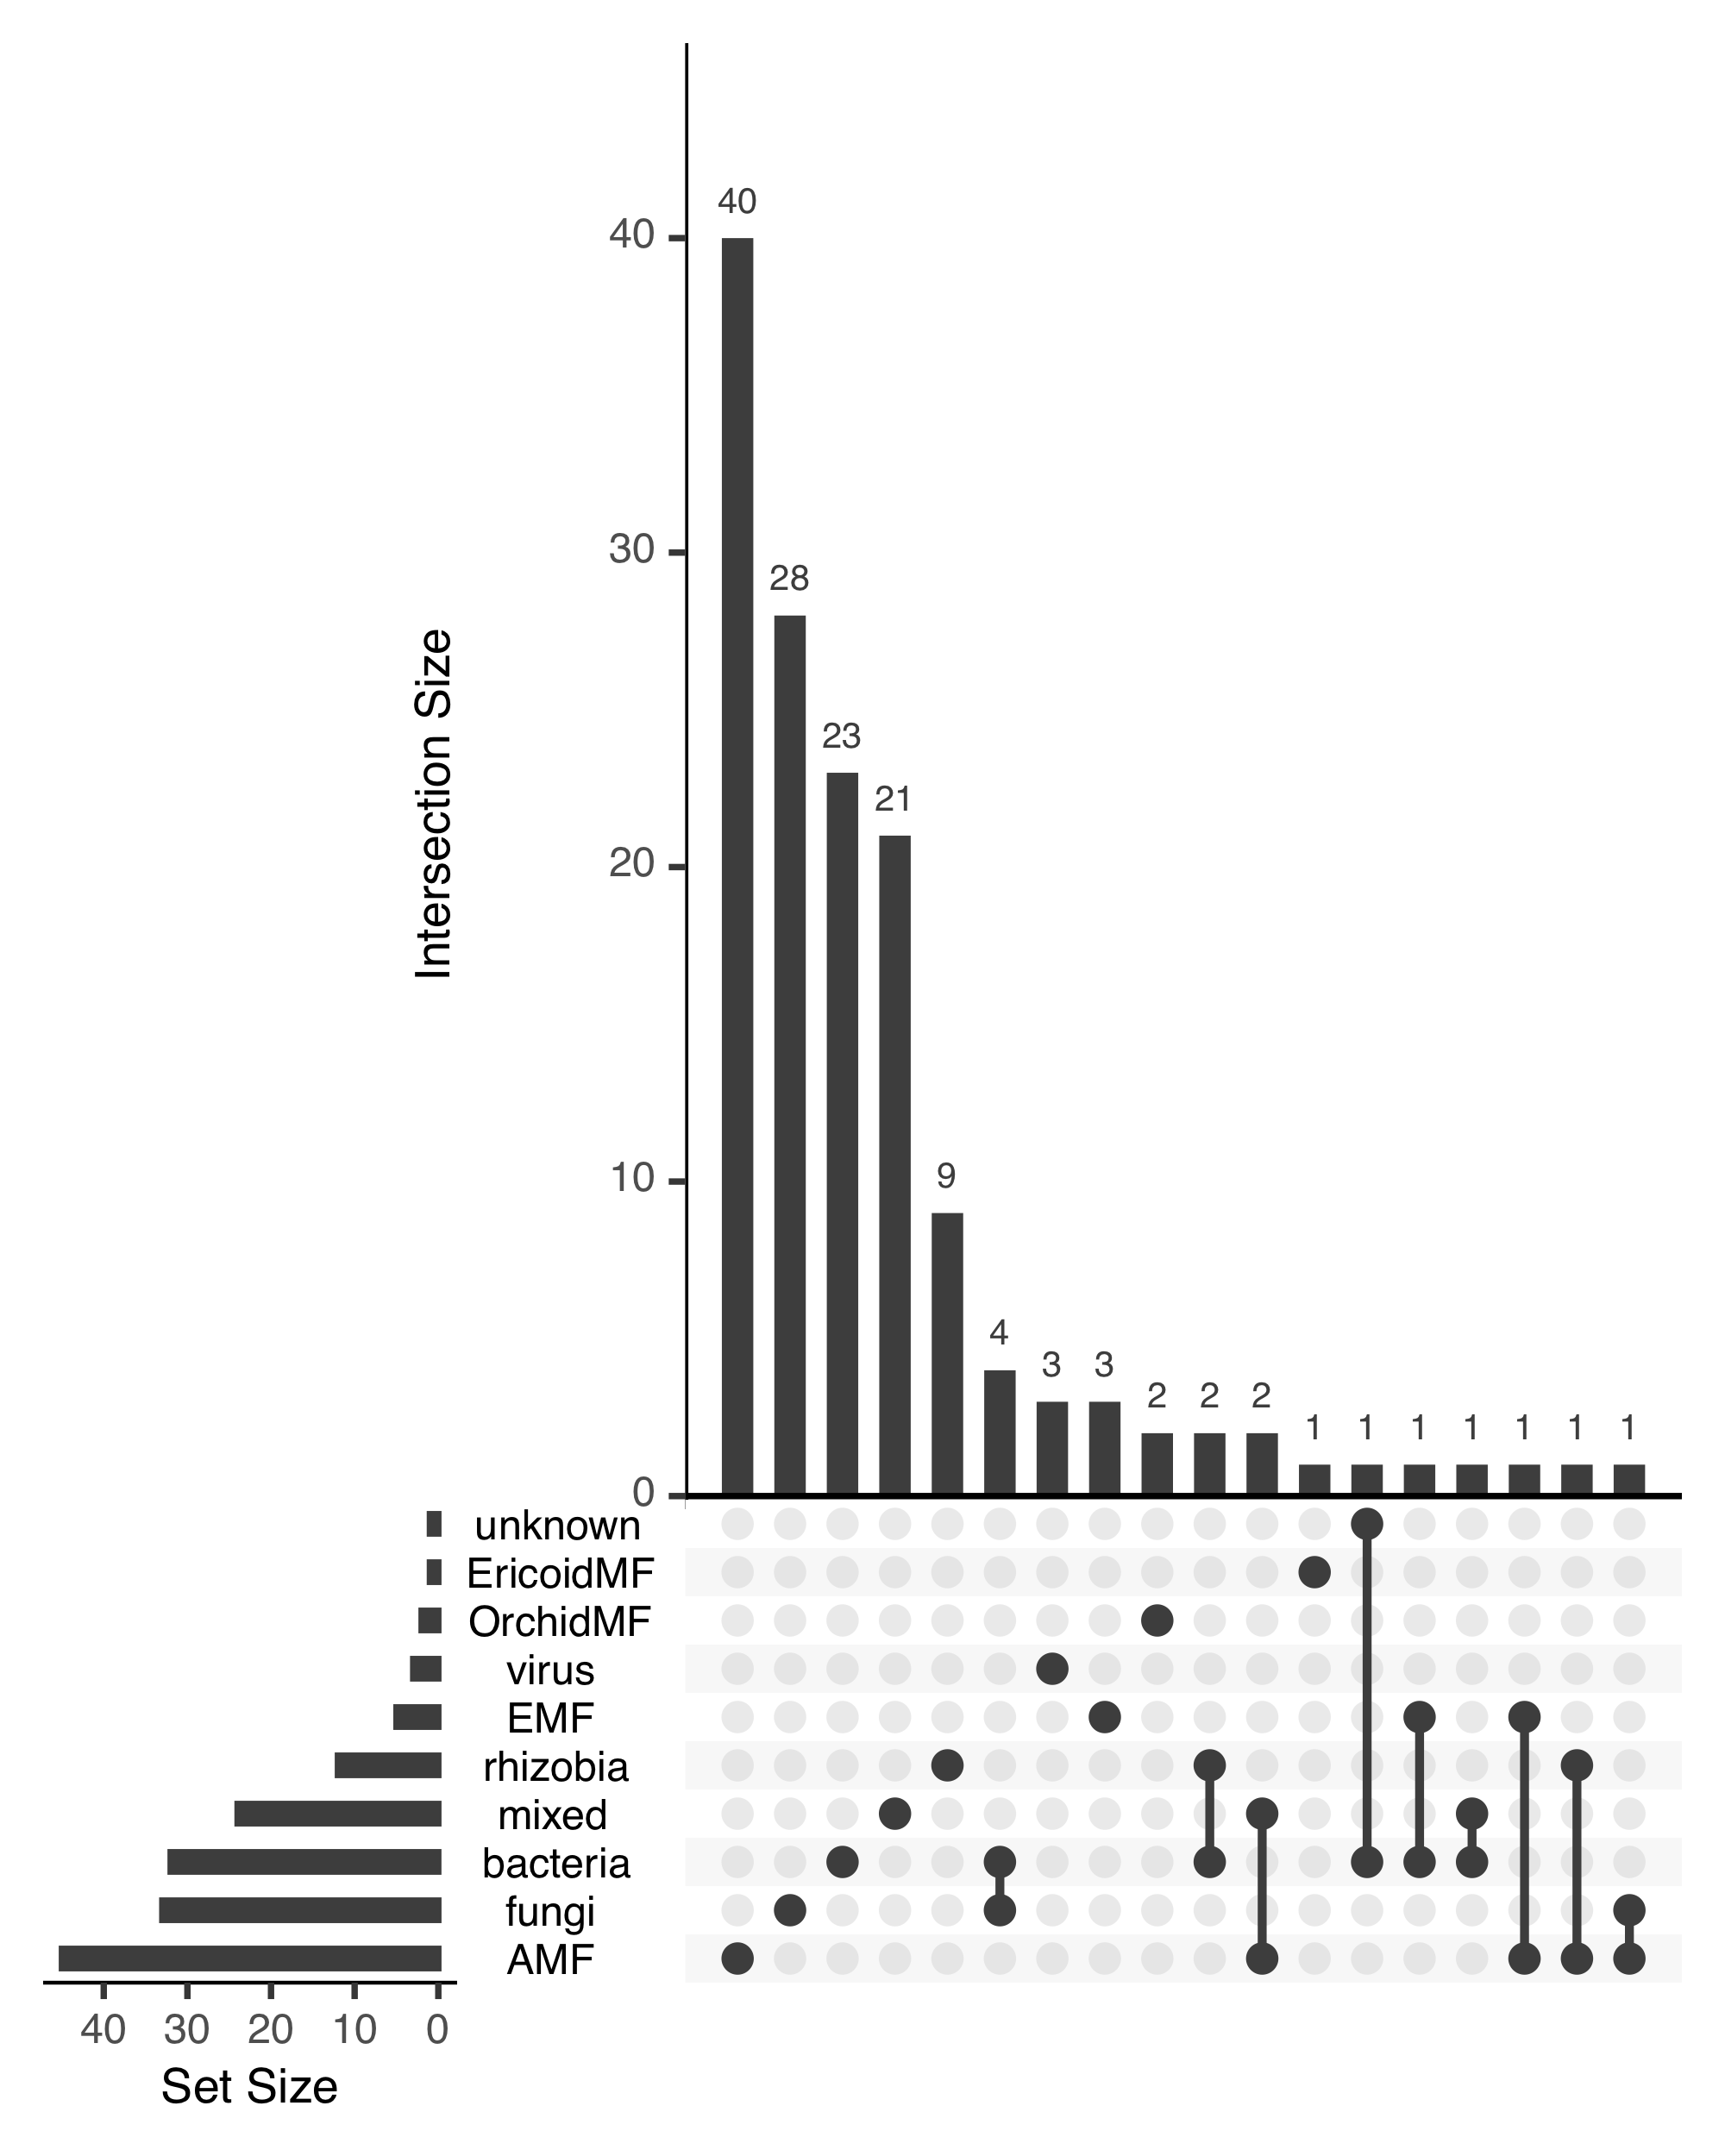 Intersection Size
40
30
20
10
0
40
28
23
21
9
4
3
3
2
2
2
1
1
1
1
1
1
1
unknown
EricoidMF
OrchidMF
virus
EMF
rhizobia
mixed
bacteria
fungi
AMF
40 30 20 10 0
Set Size